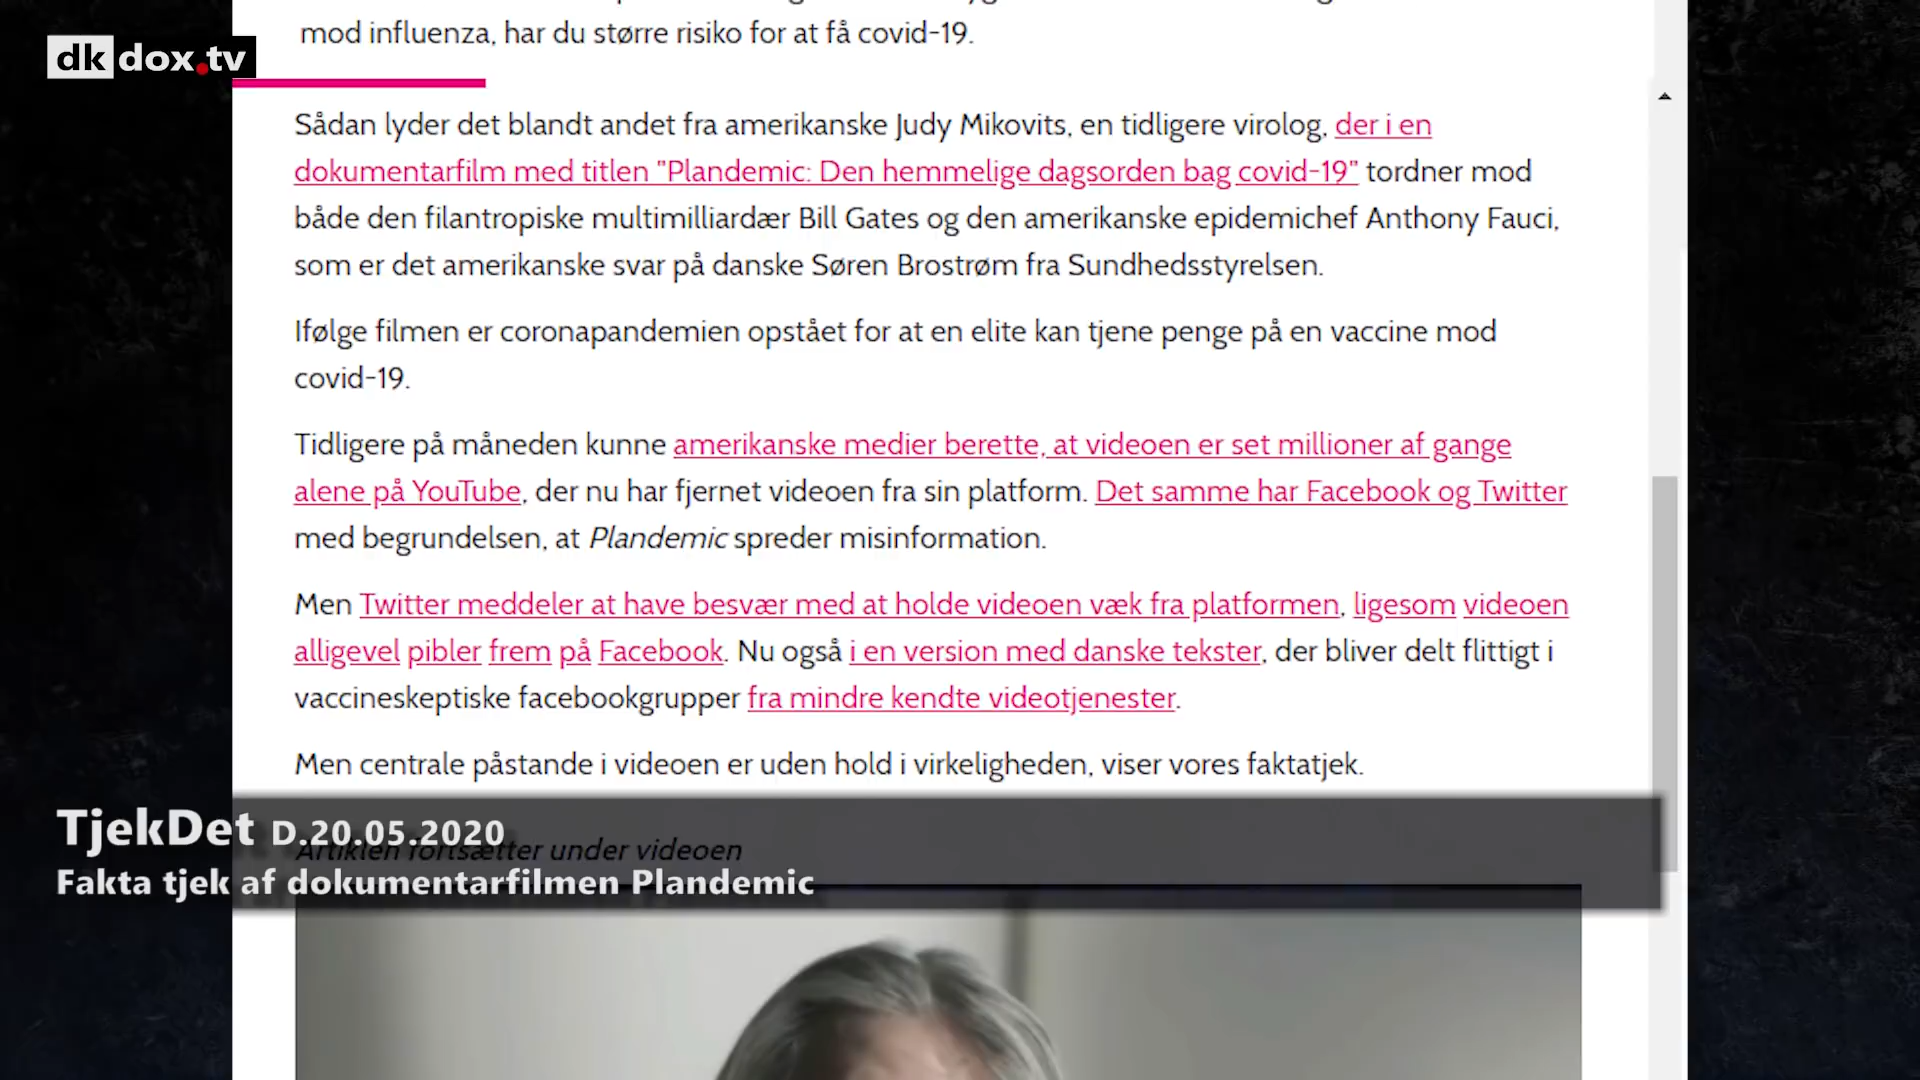 mod influenza, har du større risiko for at få covid-19.
dk dox.tv
Sådan lyder det blandt andet fra amerikanske Judy Mikovits, en tidligere virolog, der i en
dokumentarfilm med titlen "Plandemic: Den hemmelige dagsorden bag covid-19" tordner mod
både den filantropiske multimilliardær Bill Gates og den amerikanske epidemichef Anthony Fauci,
som er det amerikanske svar på danske Søren Brostrøm fra Sundhedsstyrelsen.
Ifølge filmen er coronapandemien opstået for at en elite kan tjene penge på en vaccine mod
covid-19.
Tidligere på måneden kunne amerikanske medier berette, at videoen er set millioner af gange
alene på YouTube, der nu har fjernet videoen fra sin platform. Det samme har Facebook og Twitter
med begrundelsen, at Plandemic spreder misinformation.
Men Twitter meddeler at have besvær med at holde videoen væk fra platformen, ligesom videoen
alligevel pibler frem på Facebook. Nu også i en version med danske tekster, der bliver delt flittigt i
vaccineskeptiske facebookgrupper fra mindre kendte videotjenester.
Men centrale påstande i videoen er uden hold i virkeligheden, viser vores faktatjek.
TjekDet D.20.05.2020
Artiklen fortsætter under videoen
Fakta tjek af dokumentarfilmen Plandemic